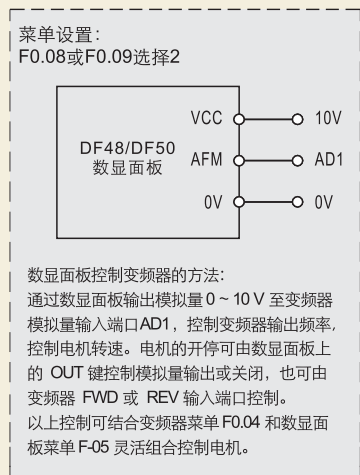 菜单设置：
F0.08或F0.09选择2
VCC 10V
DF48/DF50 AFM AD1
数显面板
0V 0V
数显面板控制变频器的方法：
通过数显面板输出模拟量 0 ~ 10 V 至变频器
模拟量输入端口AD1，控制变频器输出频率，
控制电机转速。电机的开停可由数显面板上
的 OUT 键控制模拟量输出或关闭，也可由
变频器 FWD 或 REV 输入端口控制。
以上控制可结合变频器菜单 F0.04 和数显面
板菜单 F-05 灵活组合控制电机。